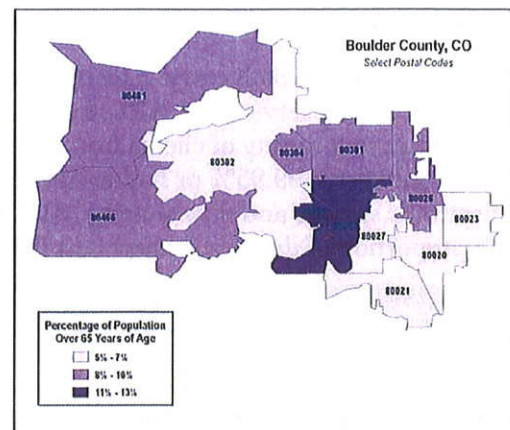 Boulder County, CO
Select Postal Codes
80481
80302
80304
80301
80466
80026
80023
80027
80020
80021
Percentage of Population
Over 65 Years of Age
5% - 7%
8% - 10%
11% - 13%